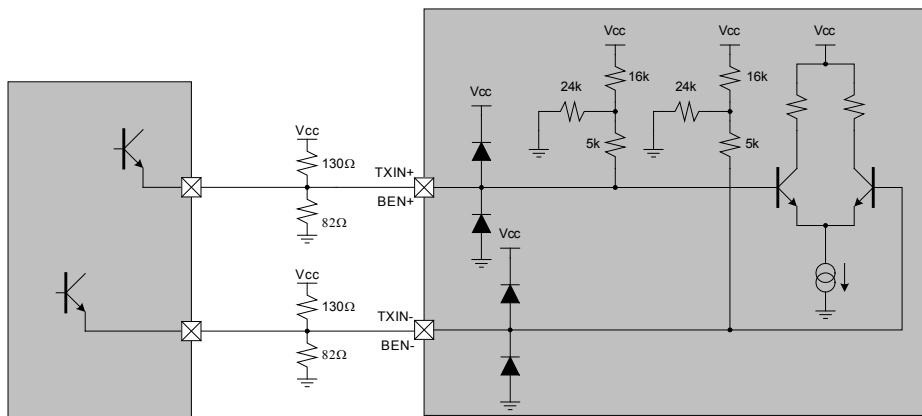 Vcc
Vcc
Vcc
24k
16k
24k
16k
Vcc
5k
5k
Vcc
130Ω
82Ω
TXIN+
BEN+
Vcc
Vcc
130Ω
82Ω
TXIN-
BEN-